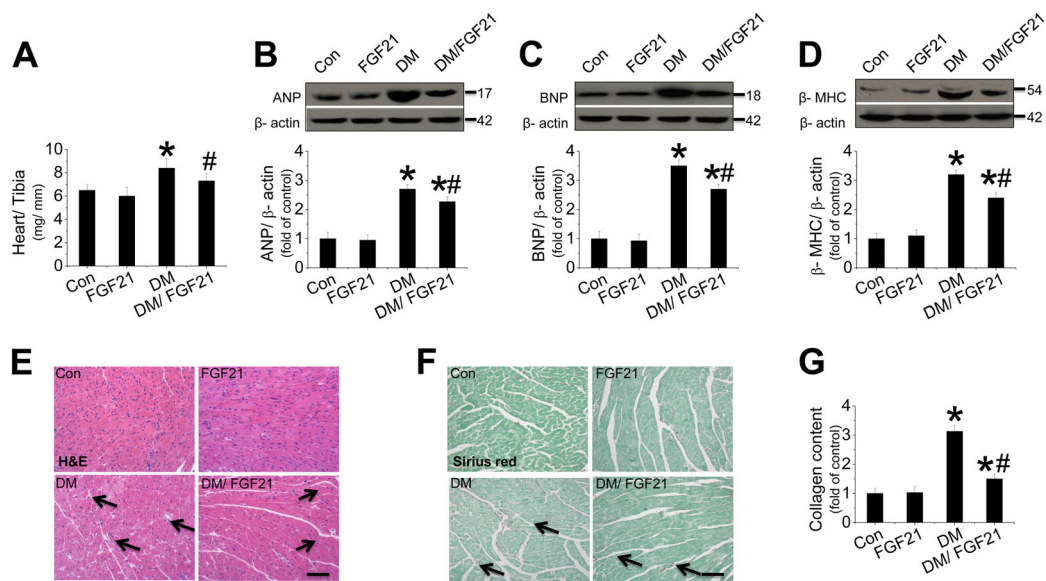 A
Heart/ Tibia
(mg/ mm)
10
8
6
4
2
0
*
#
Con
FGF21
DM
DM/ FGF21
B
Con
FGF21
DM
DM/FGF21
ANP
17
β- actin
42
ANP/ β- actin
(fold of control)
4
3
2
1
0
*
*#
Con
FGF21
DM
DM/ FGF21
C
Con
FGF21
DM
DM/FGF21
BNP
18
β- actin
42
BNP/ β- actin
(fold of control)
4
3
2
1
0
*
*#
Con
FGF21
DM
DM/ FGF21
D
Con
FGF21
DM
DM/FGF21
β- MHC
54
β- actin
42
β- MHC/ β- actin
(fold of control)
4
3
2
1
0
*
*#
Con
FGF21
DM
DM/ FGF21
E
Con
FGF21
H&E
DM
DM/ FGF21
F
Con
FGF21
Sirius red
DM
DM/ FGF21
G
Collagen content
(fold of control)
4
3
2
1
0
*
*#
Con
FGF21
DM
DM/ FGF21